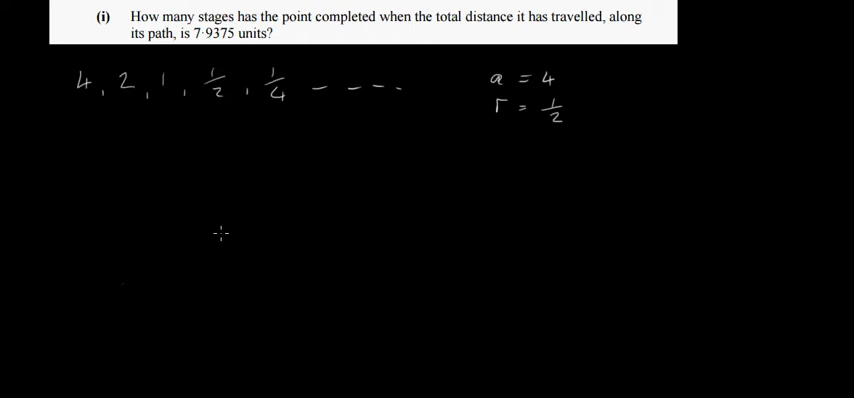 (i) How many stages has the point completed when the total distance it has travelled, along
its path, is 7·9375 units?
4, 2, 1, 1/2, 1/4 - - - -.
a = 4
r = 1/2